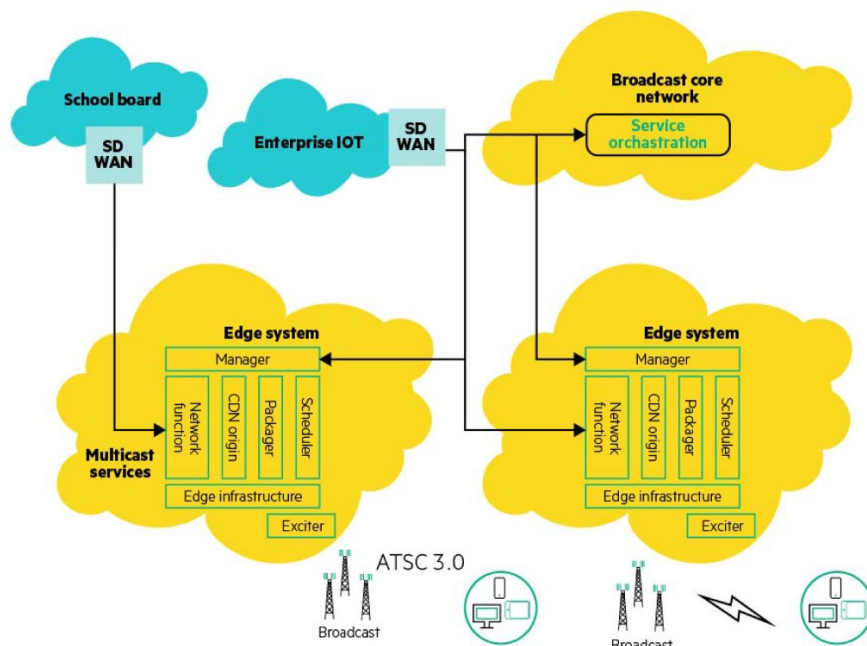 School board
SD
WAN
Enterprise IOT
SD
WAN
Broadcast core
network
Service
orchastration
Edge system
Manager
Network
function
CDN origin
Packager
Scheduler
Multicast
services
Edge infrastructure
Exciter
Edge system
Manager
Network
function
CDN origin
Packager
Scheduler
Edge infrastructure
Exciter
ATSC 3.0
Broadcast
Broadcast